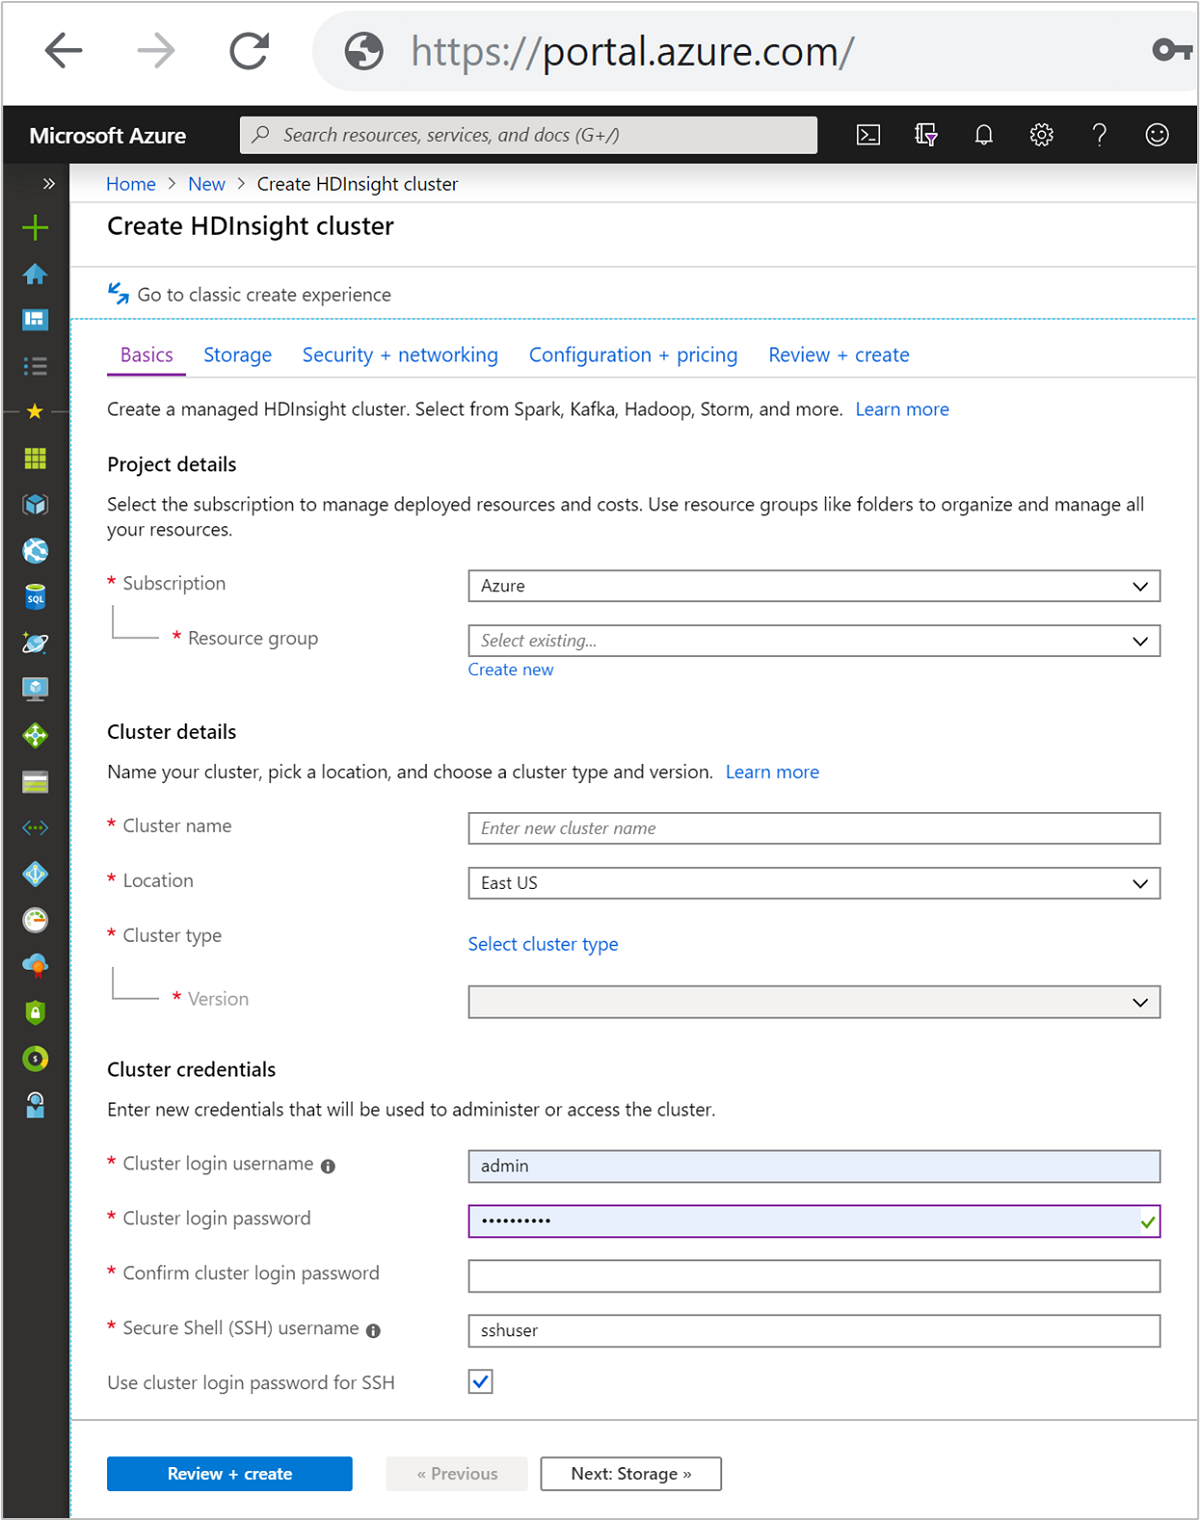 https://portal.azure.com/
Microsoft Azure
Search resources, services, and docs (G+/)
Home > New > Create HDInsight cluster
Create HDInsight cluster
Go to classic create experience
Basics Storage Security + networking Configuration + pricing Review + create
Create a managed HDInsight cluster. Select from Spark, Kafka, Hadoop, Storm, and more. Learn more
Project details
Select the subscription to manage deployed resources and costs. Use resource groups like folders to organize and manage all
your resources.
* Subscription Azure
* Resource group Select existing...
Create new
Cluster details
Name your cluster, pick a location, and choose a cluster type and version. Learn more
* Cluster name Enter new cluster name
* Location East US
* Cluster type Select cluster type
* Version
Cluster credentials
Enter new credentials that will be used to administer or access the cluster.
* Cluster login username admin
* Cluster login password ••••••••••
* Confirm cluster login password
* Secure Shell (SSH) username sshuser
Use cluster login password for SSH
Review + create « Previous Next: Storage »
SQL